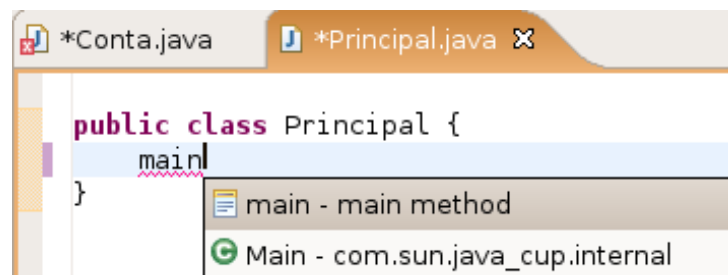 *Conta.java *Principal.java
public class Principal {
main
}
main - main method
Main - com.sun.java_cup.internal